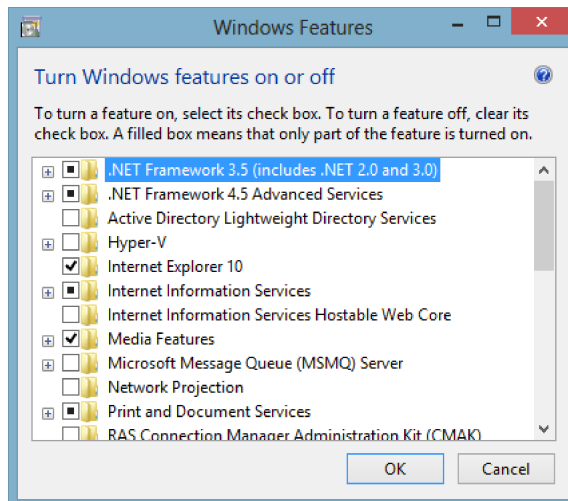 Windows Features
Turn Windows features on or off
To turn a feature on, select its check box. To turn a feature off, clear its
check box. A filled box means that only part of the feature is turned on.
.NET Framework 3.5 (includes .NET 2.0 and 3.0)
.NET Framework 4.5 Advanced Services
Active Directory Lightweight Directory Services
Hyper-V
Internet Explorer 10
Internet Information Services
Internet Information Services Hostable Web Core
Media Features
Microsoft Message Queue (MSMQ) Server
Network Projection
Print and Document Services
RAS Connection Manager Administration Kit (CMAK)
OK Cancel